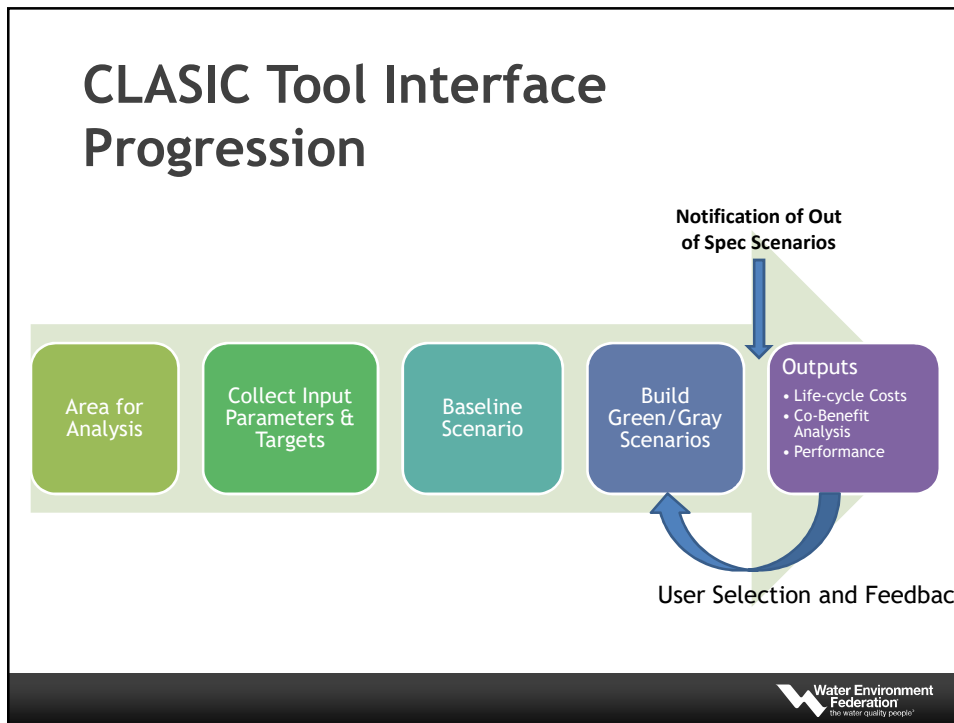 CLASIC Tool Interface
Progression
Notification of Out
of Spec Scenarios
Area for
Analysis
Collect Input
Parameters &
Targets
Baseline
Scenario
Build
Green/Gray
Scenarios
Outputs
• Life-cycle Costs
• Co-Benefit
Analysis
• Performance
User Selection and Feedbac
Water Environment
Federation
the water quality people®